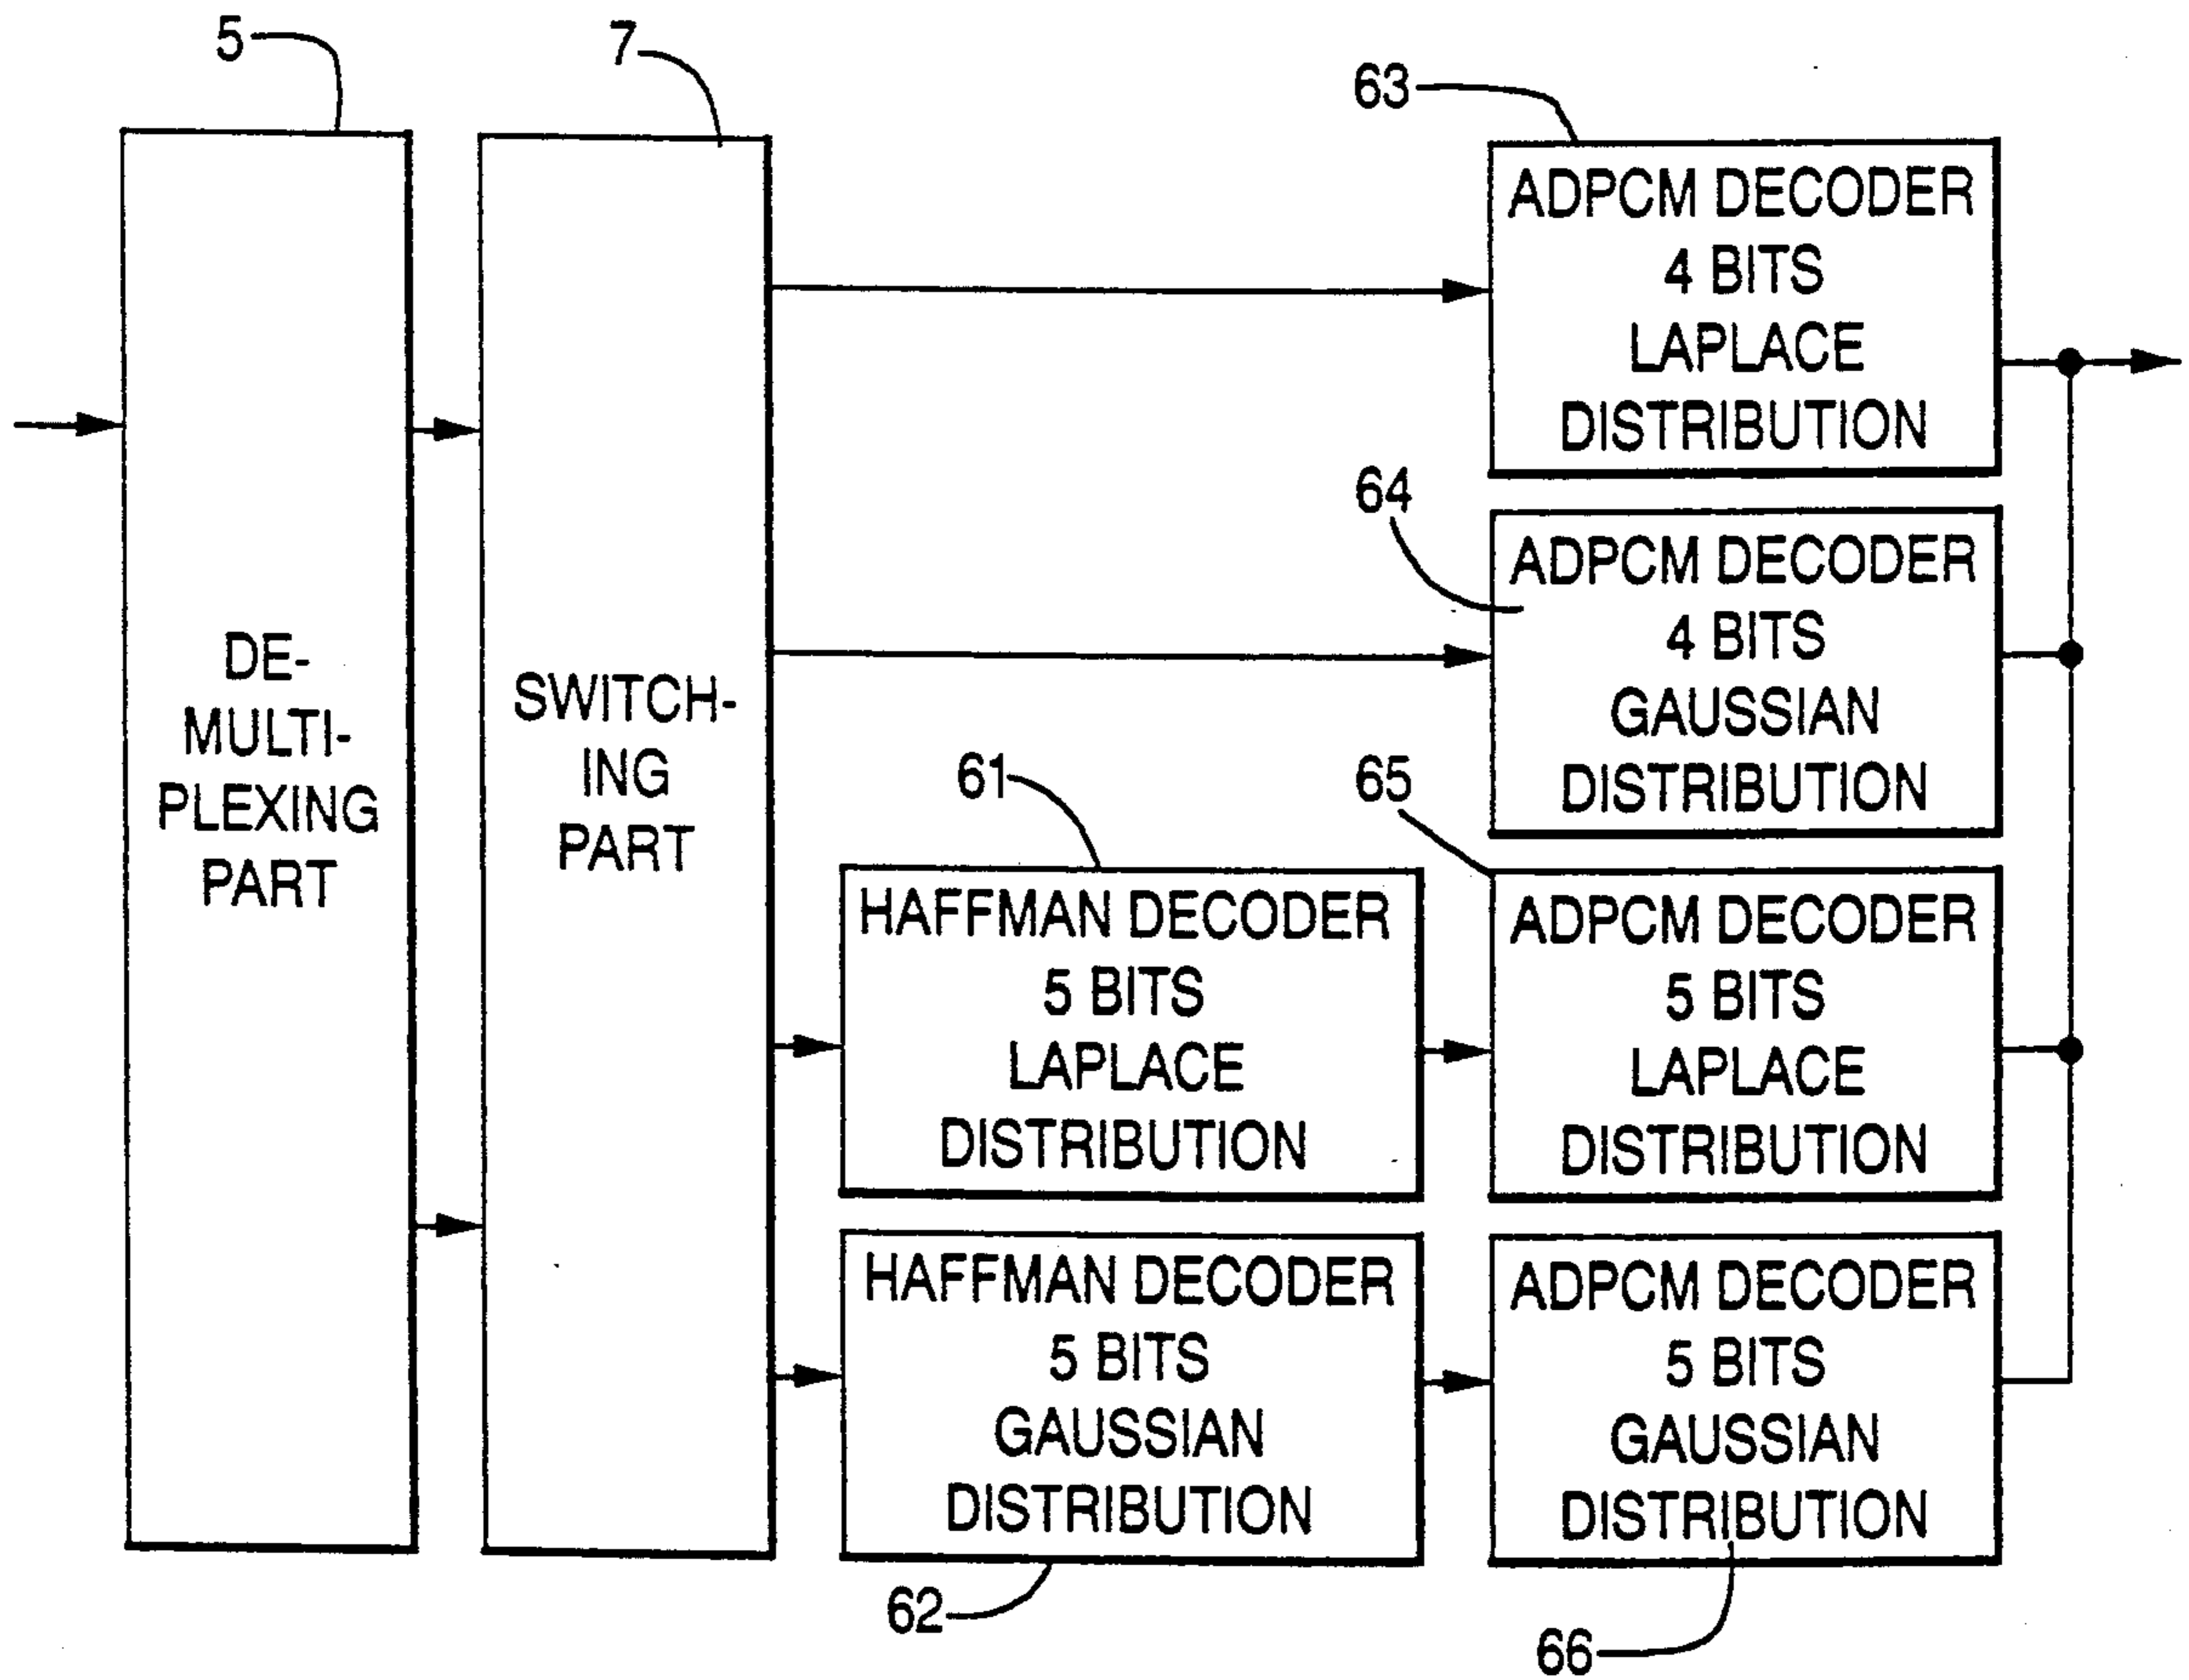 5
7
63
ADPCM DECODER
4 BITS
LAPLACE
DISTRIBUTION
64
ADPCM DECODER
4 BITS
GAUSSIAN
DISTRIBUTION
DE-
MULTI-
PLEXING
PART
SWITCH-
ING
PART
61
HAFFMAN DECODER
5 BITS
LAPLACE
DISTRIBUTION
65
ADPCM DECODER
5 BITS
LAPLACE
DISTRIBUTION
HAFFMAN DECODER
5 BITS
GAUSSIAN
DISTRIBUTION
62
ADPCM DECODER
5 BITS
GAUSSIAN
DISTRIBUTION
66